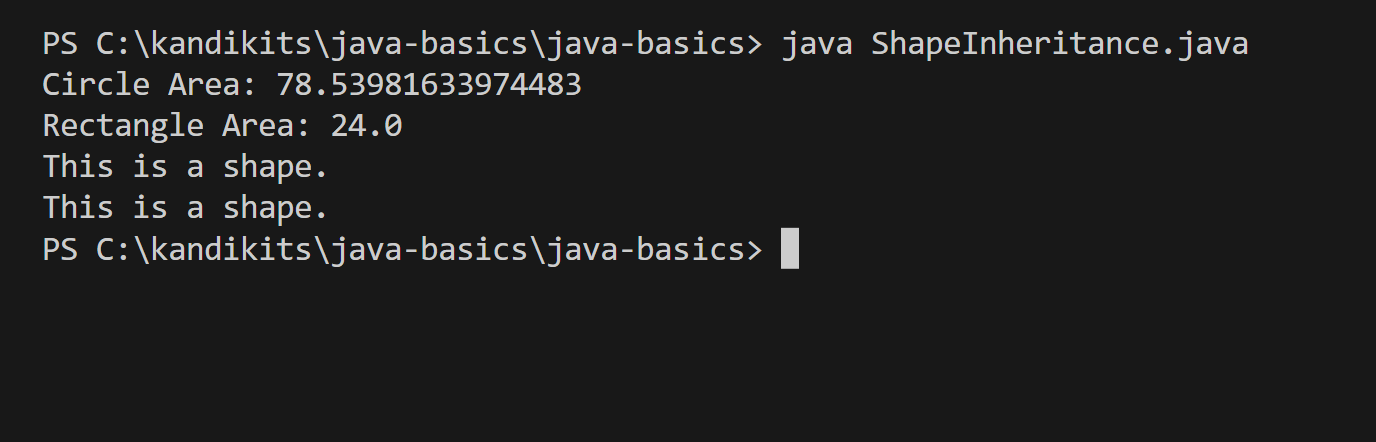 PS C:\kandikits\java-basics\java-basics> java ShapeInheritance.java
Circle Area: 78.53981633974483
Rectangle Area: 24.0
This is a shape.
This is a shape.
PS C:\kandikits\java-basics\java-basics>